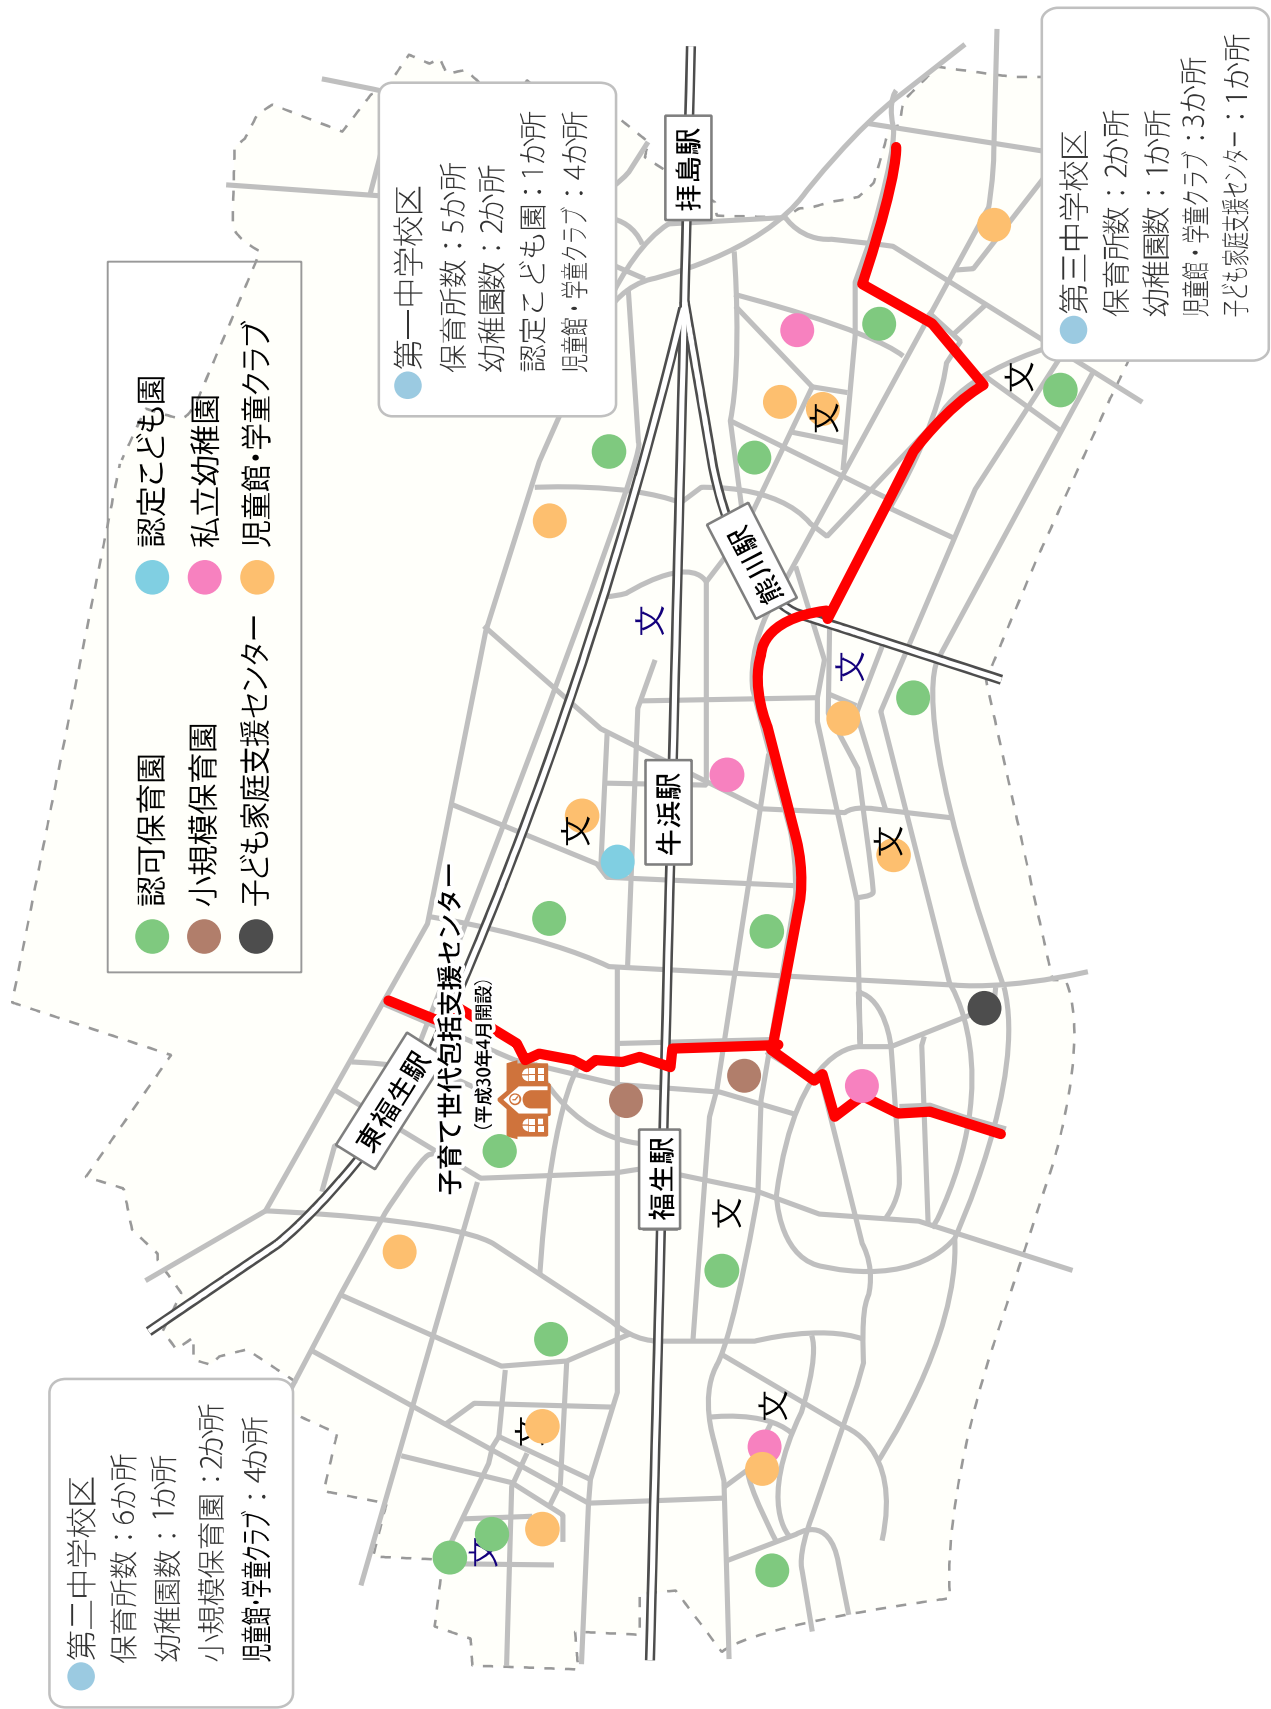 第二中学校区
保育所数：6か所
幼稚園数：1か所
小規模保育園：2か所
児童館・学童クラブ：4か所
認可保育園
小規模保育園
子ども家庭支援センター
認定こども園
私立幼稚園
児童館・学童クラブ
第一中学校区
保育所数：5か所
幼稚園数：2か所
認定こども園：1か所
児童館・学童クラブ：4か所
第三中学校区
保育所数：2か所
幼稚園数：1か所
児童館・学童クラブ：3か所
子ども家庭支援センター：1か所
東福生駅
子育て世代包括支援センター
（平成30年4月開設）
福生駅
牛浜駅
熊川駅
拝島駅
文
文
文
文
文
文
文
文
文
文